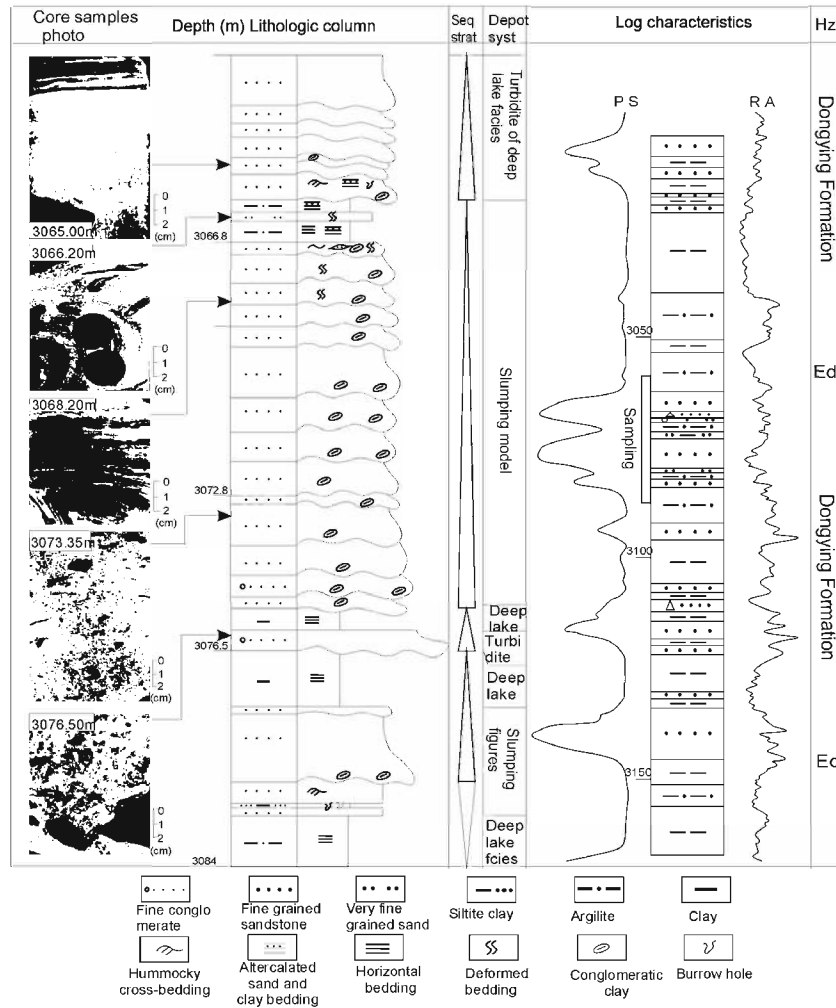 Core samples
photo
Depth (m) Lithologic column
Seq
strat
Depot
syst
Log characteristics
Hz
3065.00m
3066.20m
3068.20m
3073.35m
3076.50m
0
1
2
(cm)
0
1
2
(cm)
0
1
2
(cm)
0
1
2
(cm)
0
1
2
(cm)
3066.8
3072.8
3076.5
3084
Turbidite of deep
lake facies
Slumping model
Deep
lake
Turbi
dite
Deep
lake
Slumping
figures
Deep
lake
fcies
P S
R A
3050
Sampling
3100
3150
Dongying Formation
Ed
Dongying Formation
Ec
Fine conglo
merate
Fine grained
sandstone
Very fine
grained sand
Siltite clay
Argilite
Clay
Hummocky
cross-bedding
Altercalated
sand and
clay bedding
Horizontal
bedding
Deformed
bedding
Conglomeratic
clay
Burrow hole